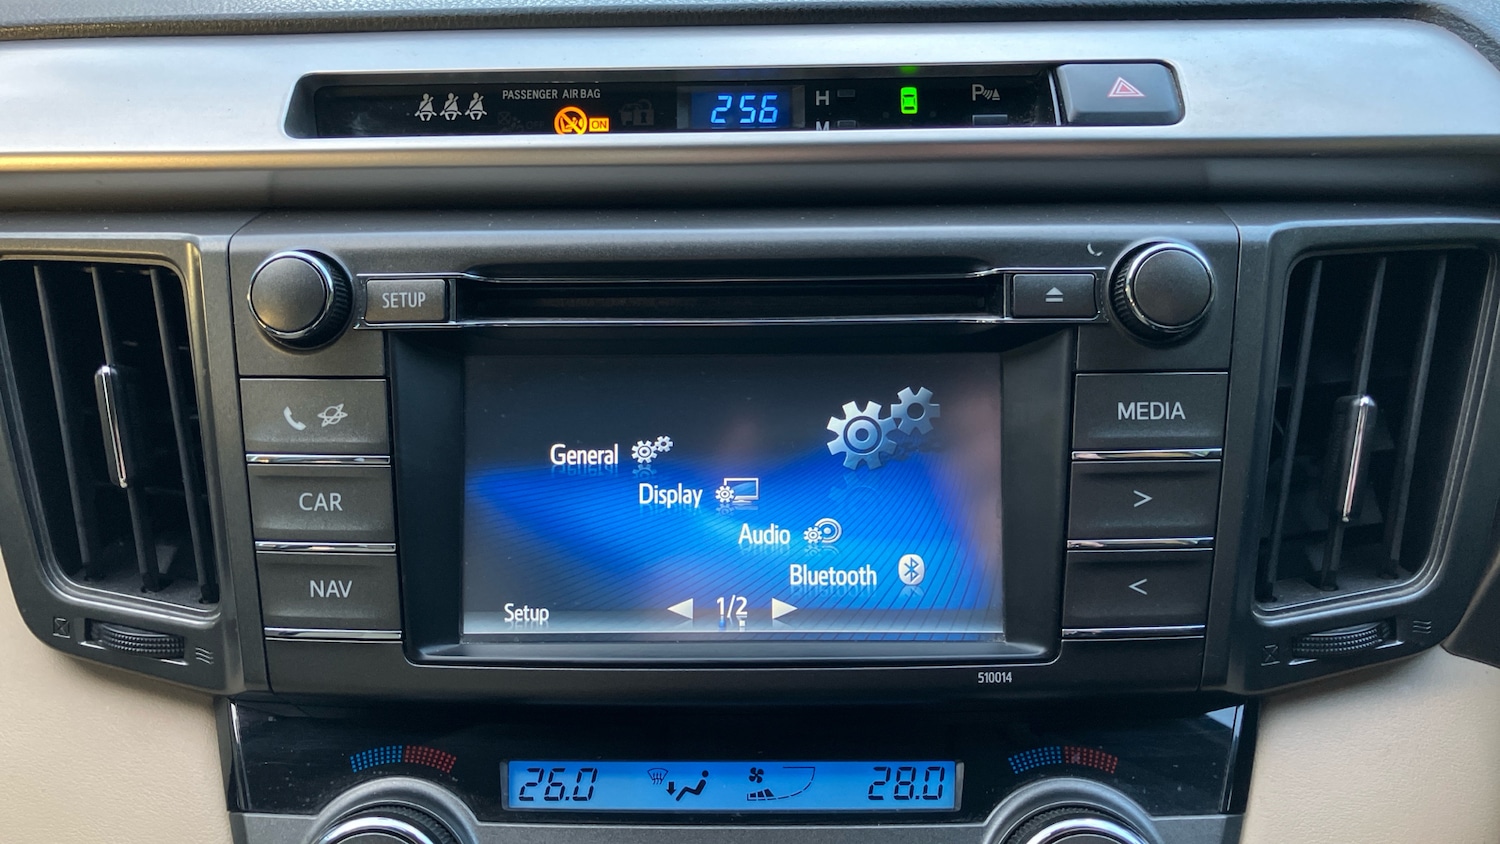 PASSENGER AIR BAG
ON
256
H
M
P
SETUP
MEDIA
CAR
>
NAV
<
General
Display
Audio
Bluetooth
Setup
1/2
510014
26.0
28.0